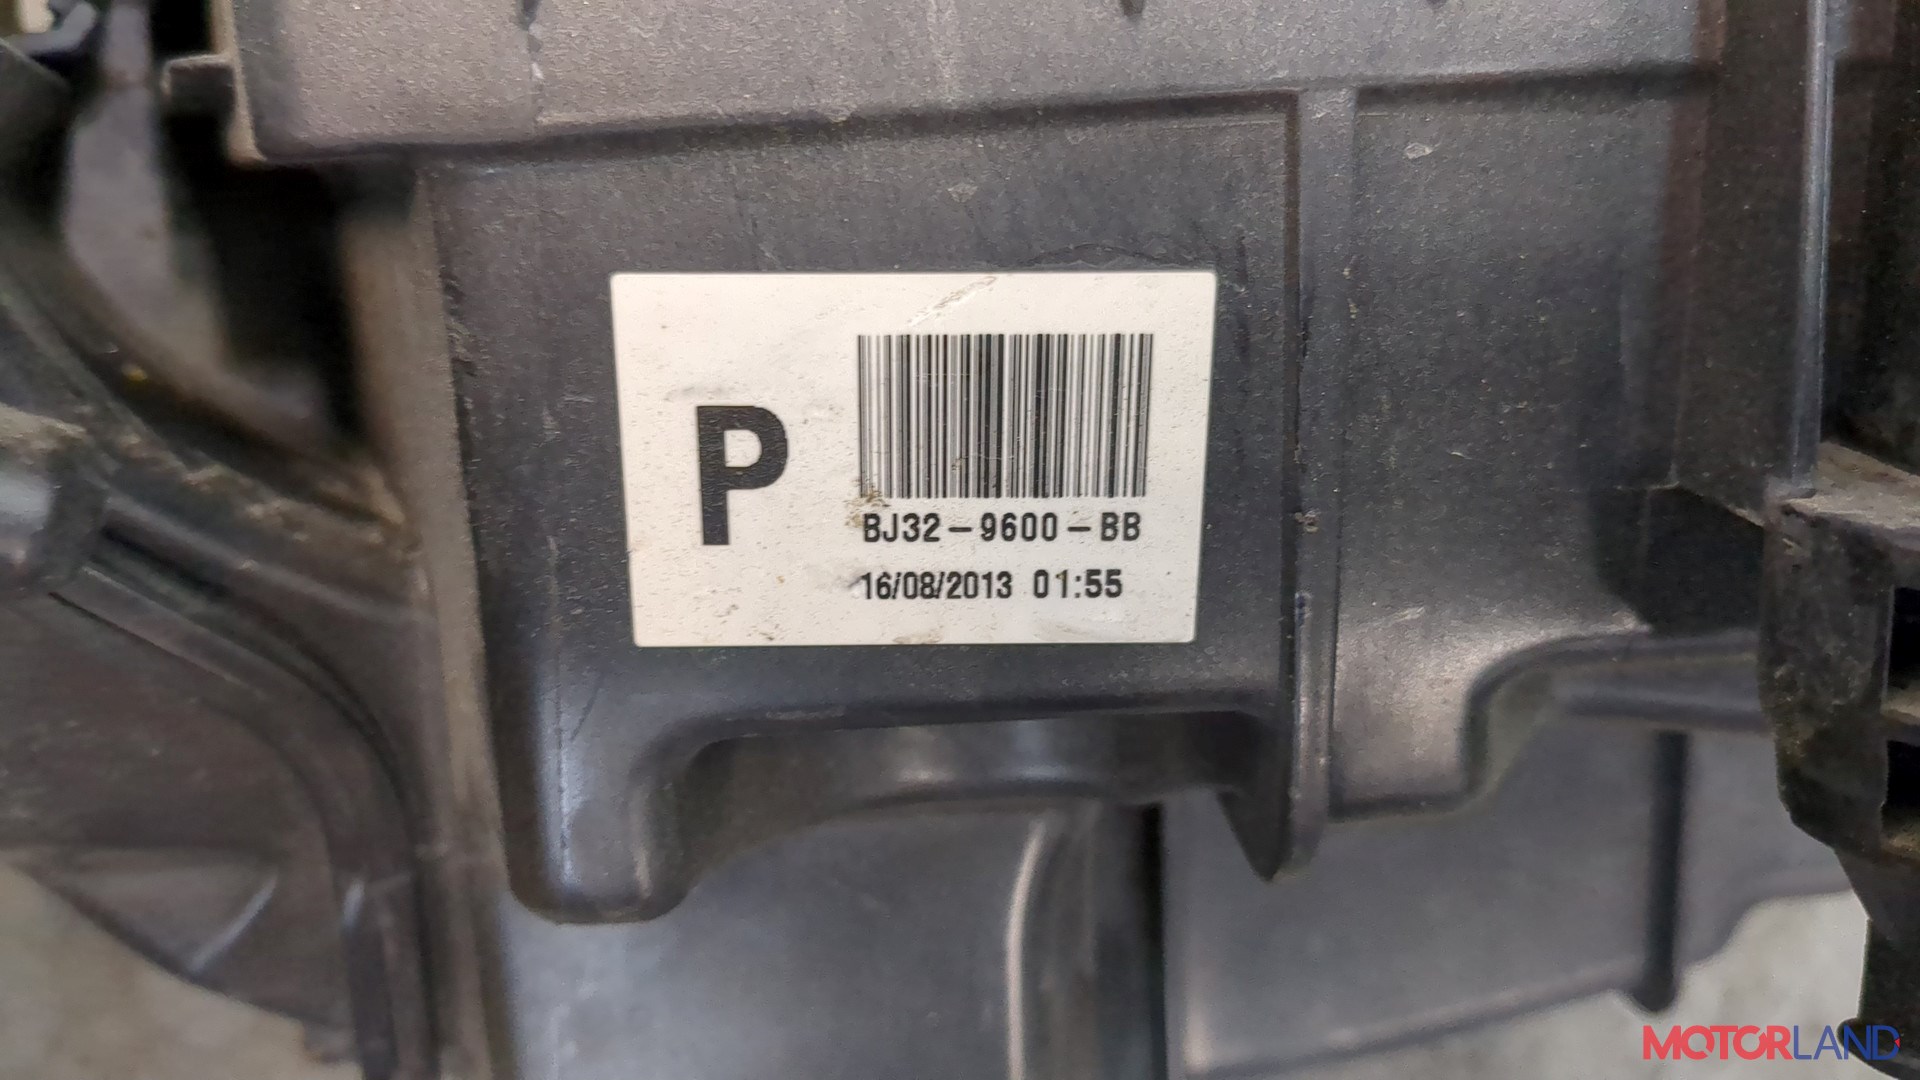 P
BJ32-9600-BB
16/08/2013 01:55
MOTORLAND